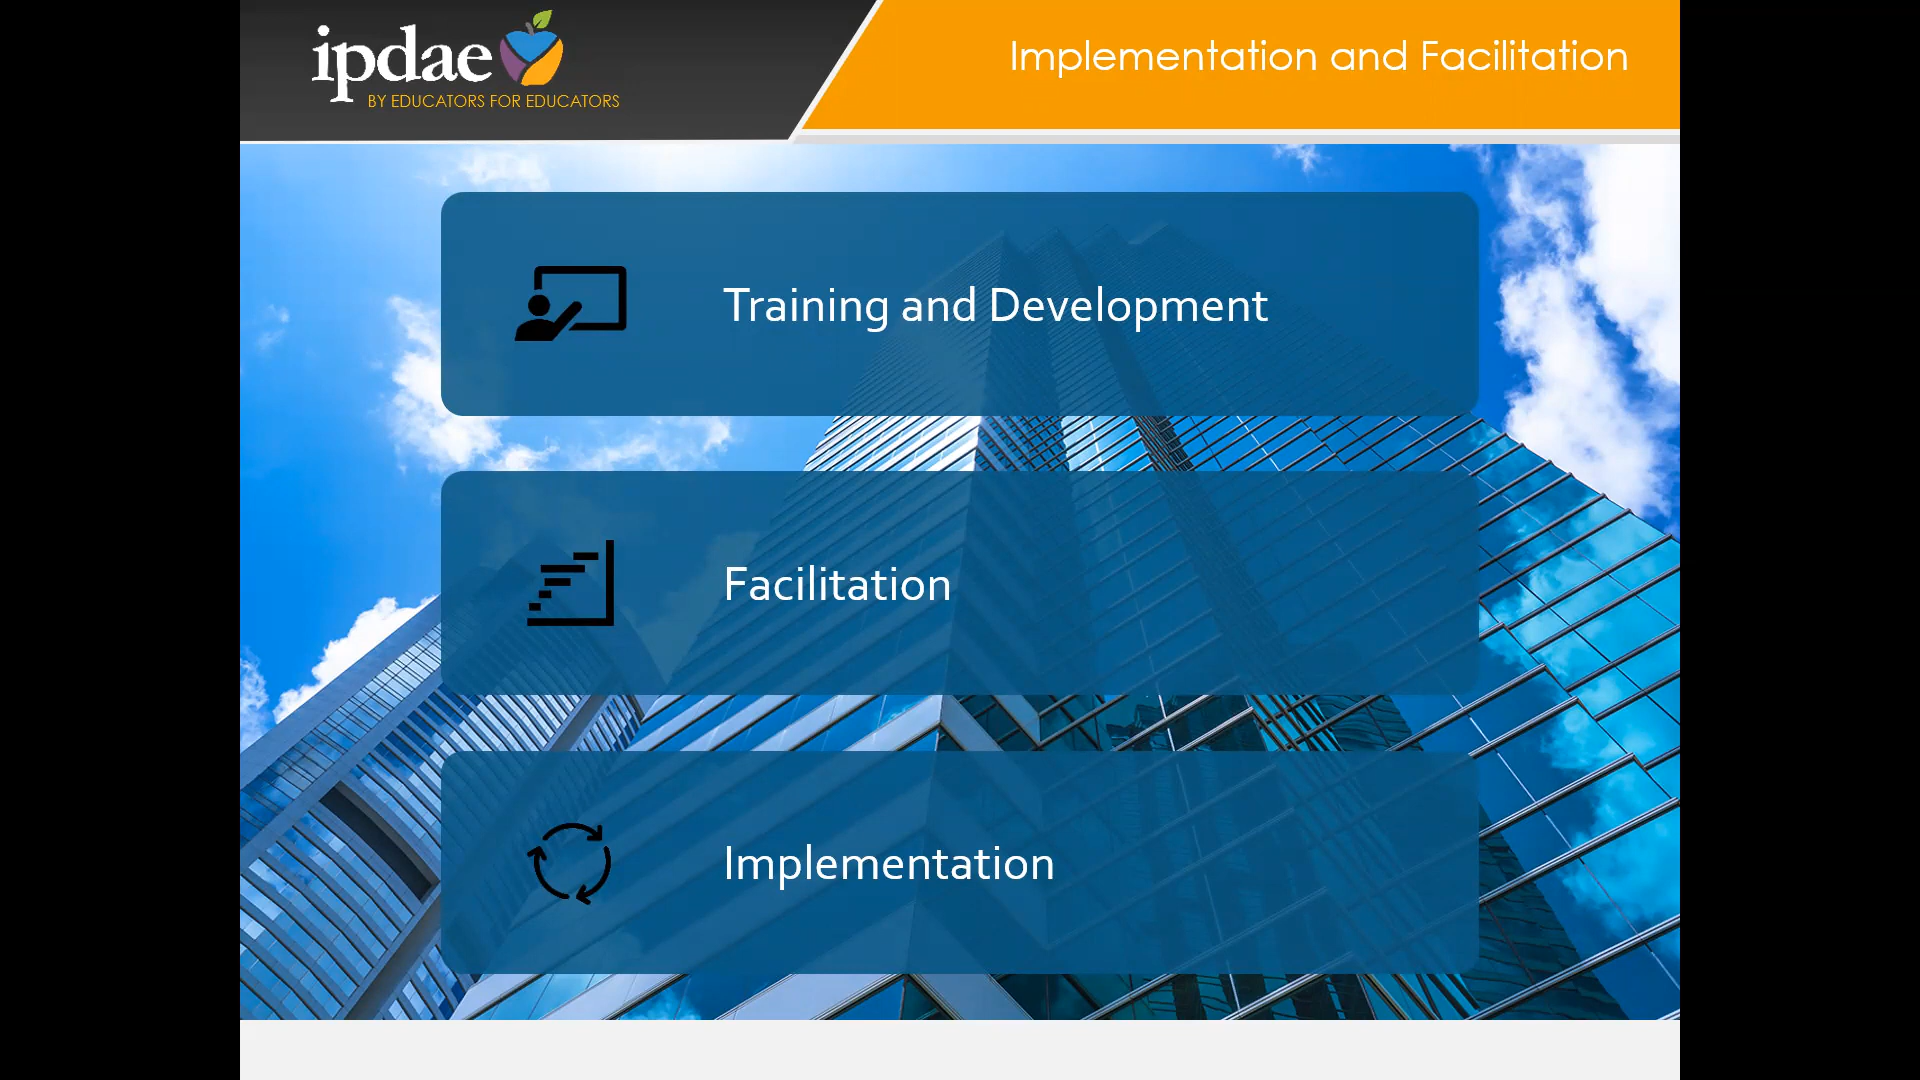 ipdae
BY EDUCATORS FOR EDUCATORS
Implementation and Facilitation
Training and Development
Facilitation
Implementation